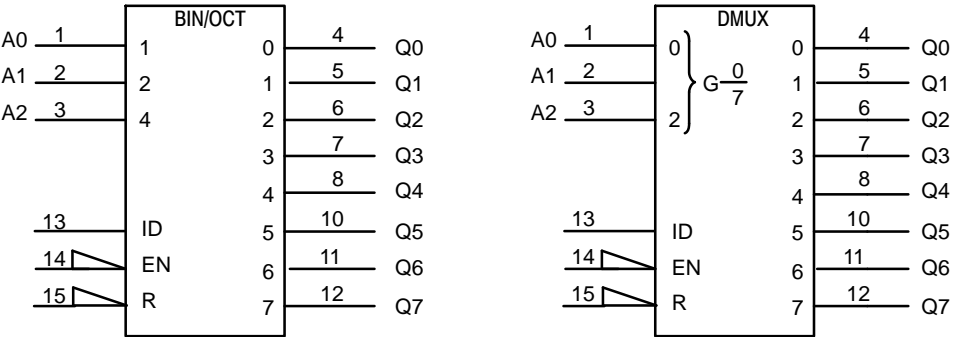 BIN/OCT
A0 1 1 0 4 Q0
A1 2 2 1 5 Q1
A2 3 4 2 6 Q2
3 7 Q3
4 8 Q4
13 ID 5 10 Q5
14 EN 6 11 Q6
15 R 7 12 Q7
DMUX
A0 1 0 0 4 Q0
A1 2 G 0/7 1 5 Q1
A2 3 2 2 6 Q2
3 7 Q3
4 8 Q4
13 ID 5 10 Q5
14 EN 6 11 Q6
15 R 7 12 Q7